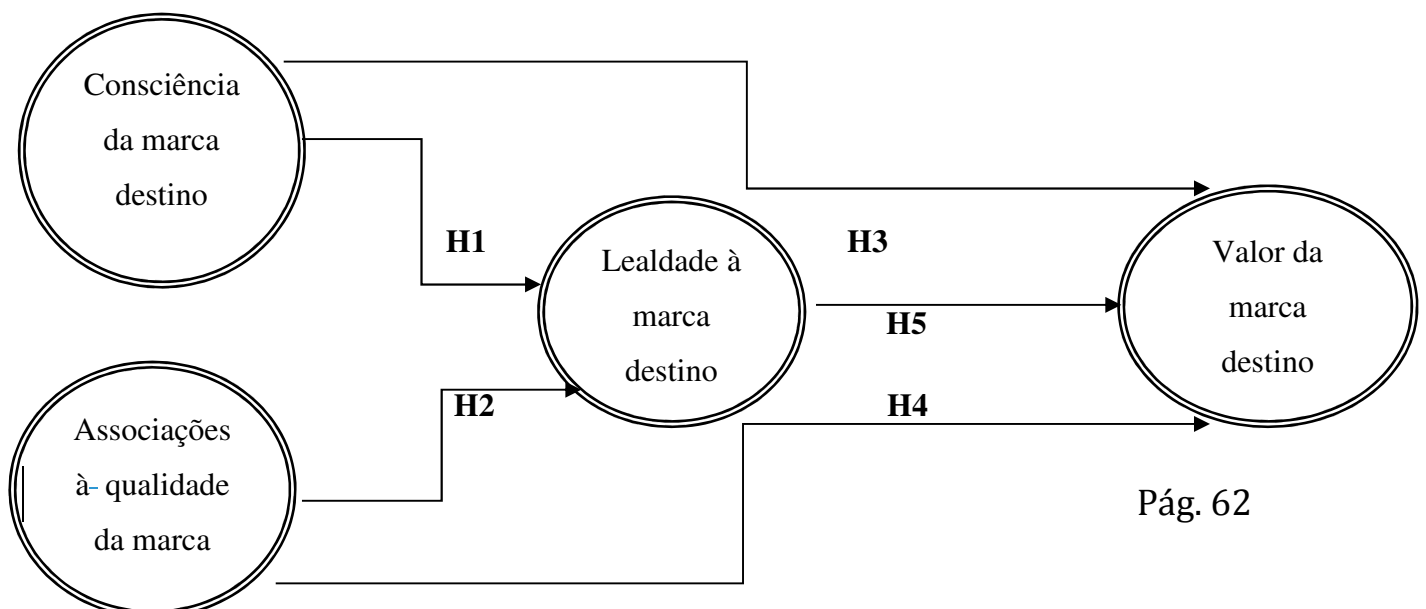 Consciência
da marca
destino
H1
Lealdade à
marca
destino
H3
H5
Valor da
marca
destino
H2
H4
Associações
à- qualidade
da marca
Pág. 62